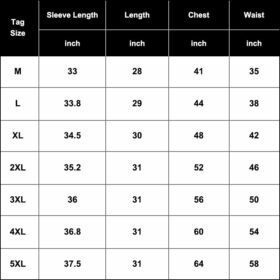 Tag Size Sleeve Length Length Chest Waist
inch inch inch inch
M 33 28 41 35
L 33.8 29 44 38
XL 34.5 30 48 42
2XL 35.2 31 52 46
3XL 36 31 56 50
4XL 36.8 31 60 54
5XL 37.5 31 64 58